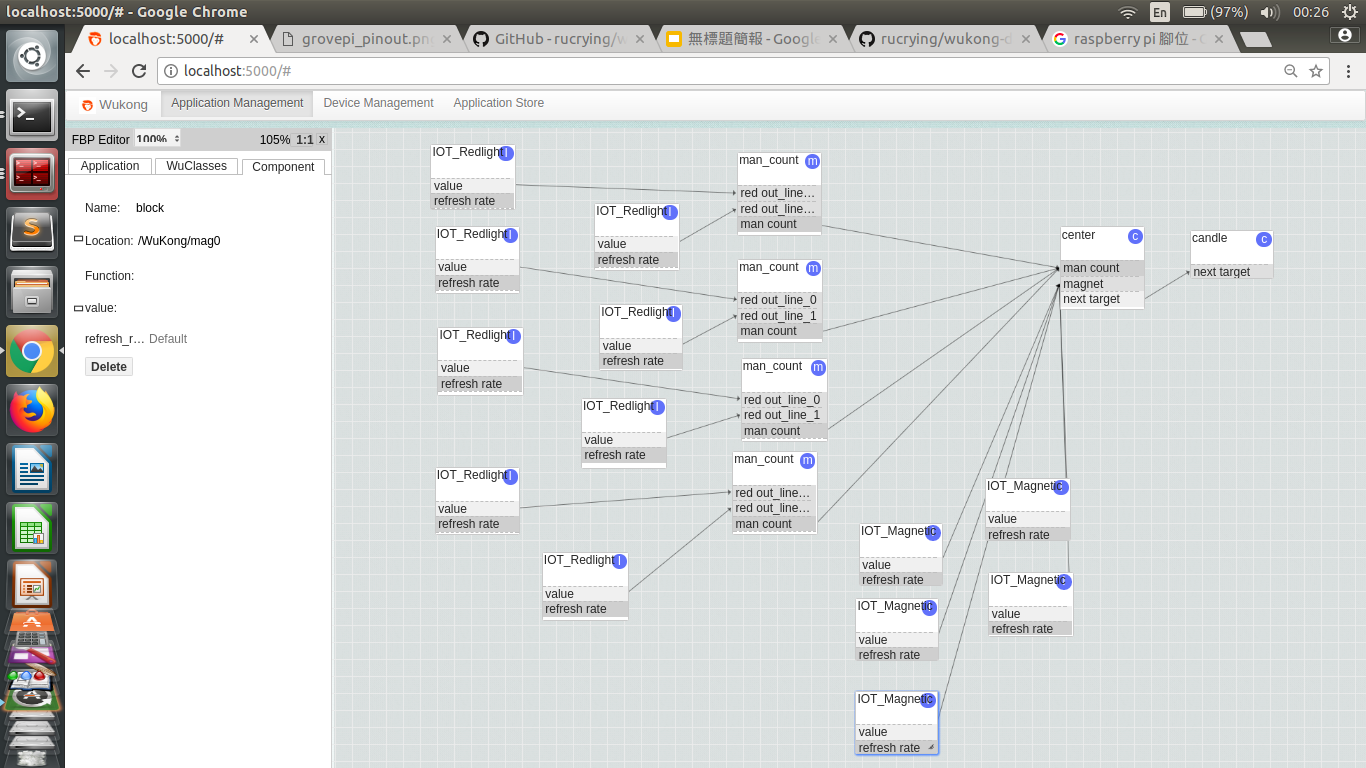 localhost:5000/# - Google Chrome
En
(97%)
00:26
localhost:5000/#
grovepi_pinout.pn
GitHub - rucrying/w
無標題簡報 - Googl
rucrying/wukong-d
raspberry pi 腳位 - G
localhost:5000/#
Wukong
Application Management
Device Management
Application Store
FBP Editor
100%
105%
1:1
x
Application
WuClasses
Component
Name:
block
Location:
/WuKong/mag0
Function:
value:
refresh_r…
Default
Delete
IOT_Redlight
l
value
refresh rate
IOT_Redlight
l
value
refresh rate
IOT_Redlight
l
value
refresh rate
IOT_Redlight
l
value
refresh rate
IOT_Redlight
l
value
refresh rate
IOT_Redlight
l
value
refresh rate
IOT_Redlight
l
value
refresh rate
IOT_Redlight
l
value
refresh rate
man_count
m
red out_line…
red out_line…
man count
man_count
m
red out_line_0
red out_line_1
man count
man_count
m
red out_line_0
red out_line_1
man count
man_count
m
red out_line…
red out_line…
man count
center
c
man count
magnet
next target
candle
c
next target
IOT_Magnetic
value
refresh rate
IOT_Magnetic
value
refresh rate
IOT_Magnetic
value
refresh rate
IOT_Magnetic
value
refresh rate
IOT_Magnetic
value
refresh rate